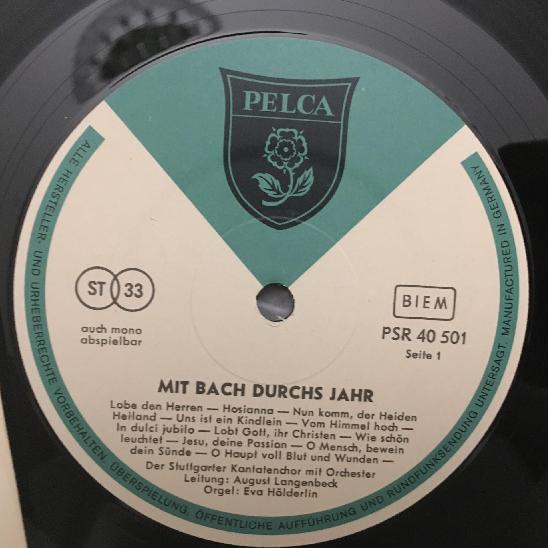 PELCA
ALLE HERSTELLER- UND URHEBERRECHTE VORBEHALTEN. ÜBERSPIELUNG, ÖFFENTLICHE AUFFÜHRUNG UND RUNDFUNKSENDUNG UNTERSAGT. MANUFACTURED IN GERMANY
ST 33
auch mono
abspielbar
BIEM
PSR 40 501
Seite 1
MIT BACH DURCHS JAHR
Lobe den Herren — Hosianna — Nun komm, der Heiden
Heiland — Uns ist ein Kindlein — Vom Himmel hoch —
In dulci jubilo — Lobt Gott, ihr Christen — Wie schön
leuchtet — Jesu, deine Passion — O Mensch, bewein
dein Sünde — O Haupt voll Blut und Wunden —
Der Stuttgarter Kantatenchor mit Orchester
Leitung: August Langenbeck
Orgel: Eva Hölderlin